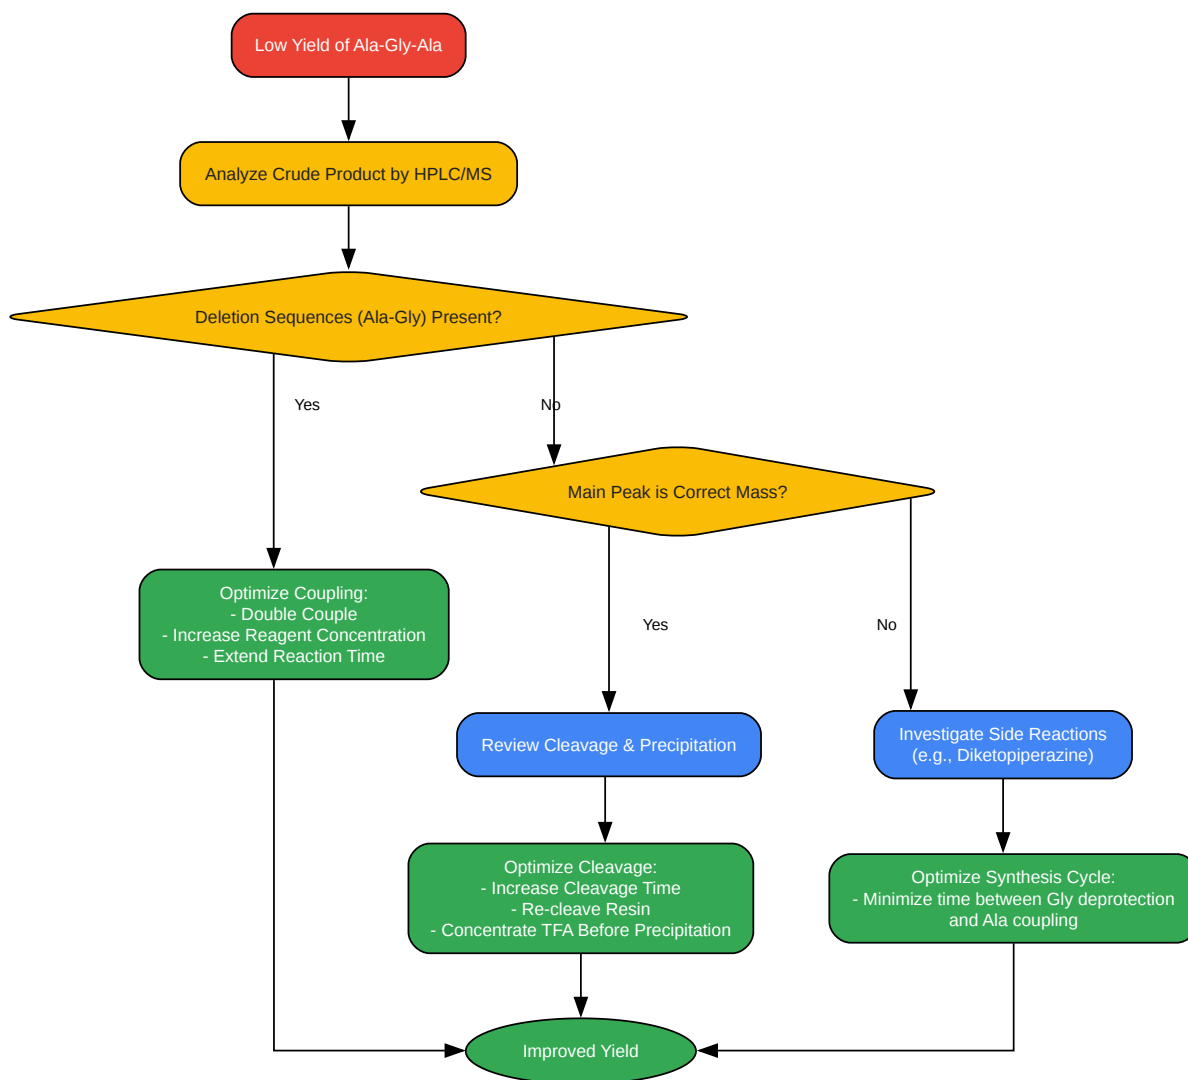 Low Yield of Ala-Gly-Ala
Analyze Crude Product by HPLC/MS
Deletion Sequences (Ala-Gly) Present?
Yes
No
Main Peak is Correct Mass?
Optimize Coupling:
- Double Couple
- Increase Reagent Concentration
- Extend Reaction Time
Yes
No
Review Cleavage & Precipitation
Investigate Side Reactions
(e.g., Diketopiperazine)
Optimize Cleavage:
- Increase Cleavage Time
- Re-cleave Resin
- Concentrate TFA Before Precipitation
Optimize Synthesis Cycle:
- Minimize time between Gly deprotection
and Ala coupling
Improved Yield